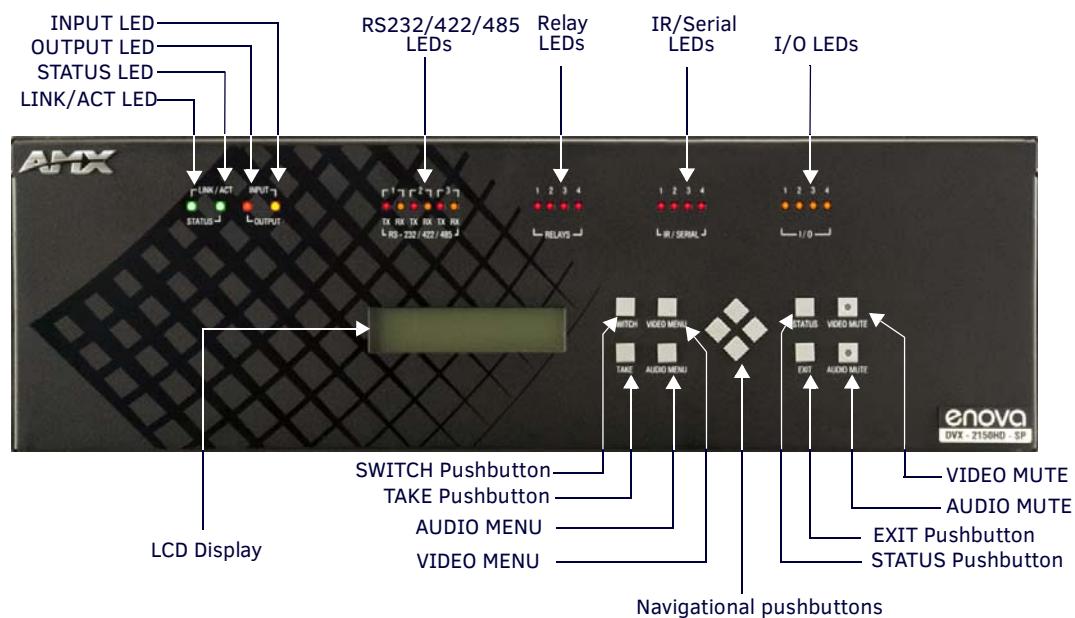 INPUT LED
OUTPUT LED
STATUS LED
LINK/ACT LED
RS232/422/485
LEDs
Relay
LEDs
IR/Serial
LEDs
I/O LEDs
AMX
LINK / ACT INPUT
STATUS OUTPUT
1 2 3
TX RX TX RX TX RX
RS - 232 / 422 / 485
1 2 3 4
RELAYS
1 2 3 4
IR / SERIAL
1 2 3 4
I / O
SWITCH VIDEO MENU
TAKE AUDIO MENU
STATUS VIDEO MUTE
EXIT AUDIO MUTE
enova
DVX - 2150HD - SP
SWITCH Pushbutton
TAKE Pushbutton
AUDIO MENU
VIDEO MENU
LCD Display
VIDEO MUTE
AUDIO MUTE
EXIT Pushbutton
STATUS Pushbutton
Navigational pushbuttons